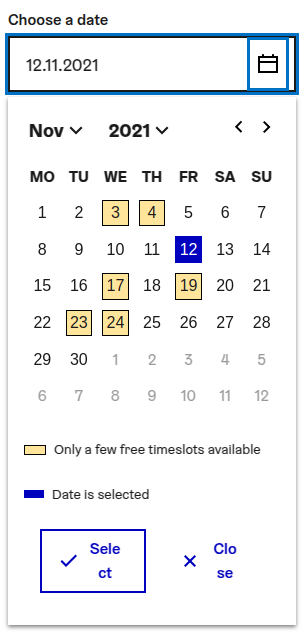 Choose a date
12.11.2021
Nov 2021
MO TU WE TH FR SA SU
1 2 3 4 5 6 7
8 9 10 11 12 13 14
15 16 17 18 19 20 21
22 23 24 25 26 27 28
29 30 1 2 3 4 5
6 7 8 9 10 11 12
Only a few free timeslots available
Date is selected
Sele Clo
ct se